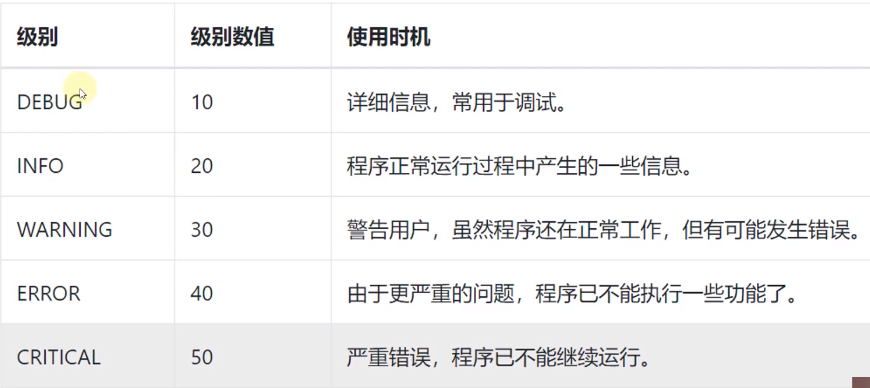 级别 级别数值 使用时机
DEBUG 10 详细信息，常用于调试。
INFO 20 程序正常运行过程中产生的一些信息。
WARNING 30 警告用户，虽然程序还在正常工作，但有可能发生错误。
ERROR 40 由于更严重的问题，程序已不能执行一些功能了。
CRITICAL 50 严重错误，程序已不能继续运行。